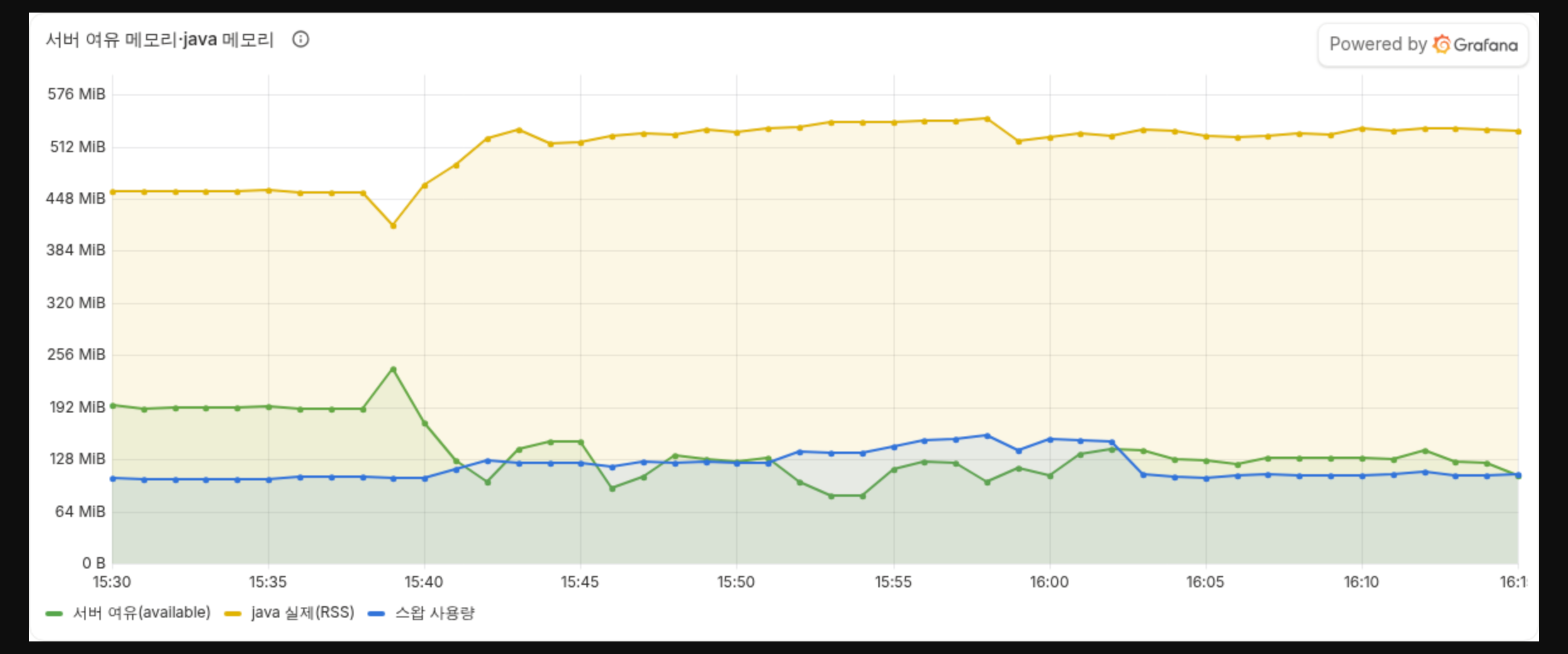 서버 여유 메모리·java 메모리
Powered by Grafana
576 MiB
512 MiB
448 MiB
384 MiB
320 MiB
256 MiB
192 MiB
128 MiB
64 MiB
0 B
15:30 15:35 15:40 15:45 15:50 15:55 16:00 16:05 16:10 16:1
서버 여유(available) java 실제(RSS) 스왑 사용량